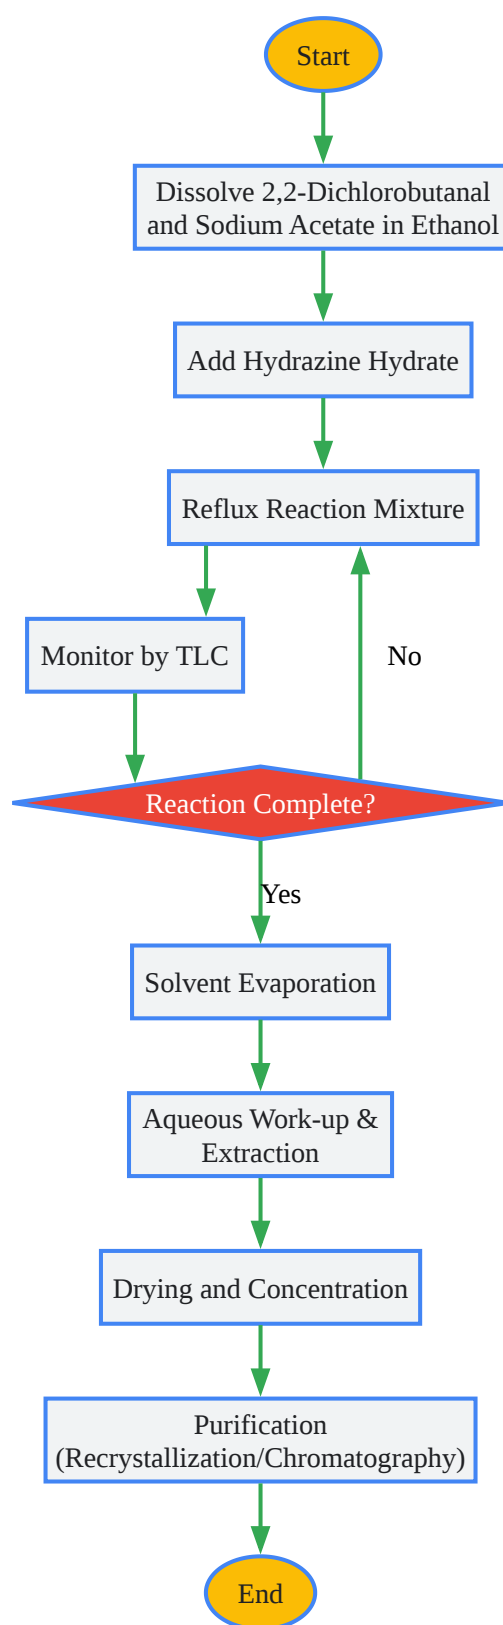 Start
Dissolve 2,2-Dichlorobutanal
and Sodium Acetate in Ethanol
Add Hydrazine Hydrate
Reflux Reaction Mixture
Monitor by TLC
No
Reaction Complete?
Yes
Solvent Evaporation
Aqueous Work-up &
Extraction
Drying and Concentration
Purification
(Recrystallization/Chromatography)
End